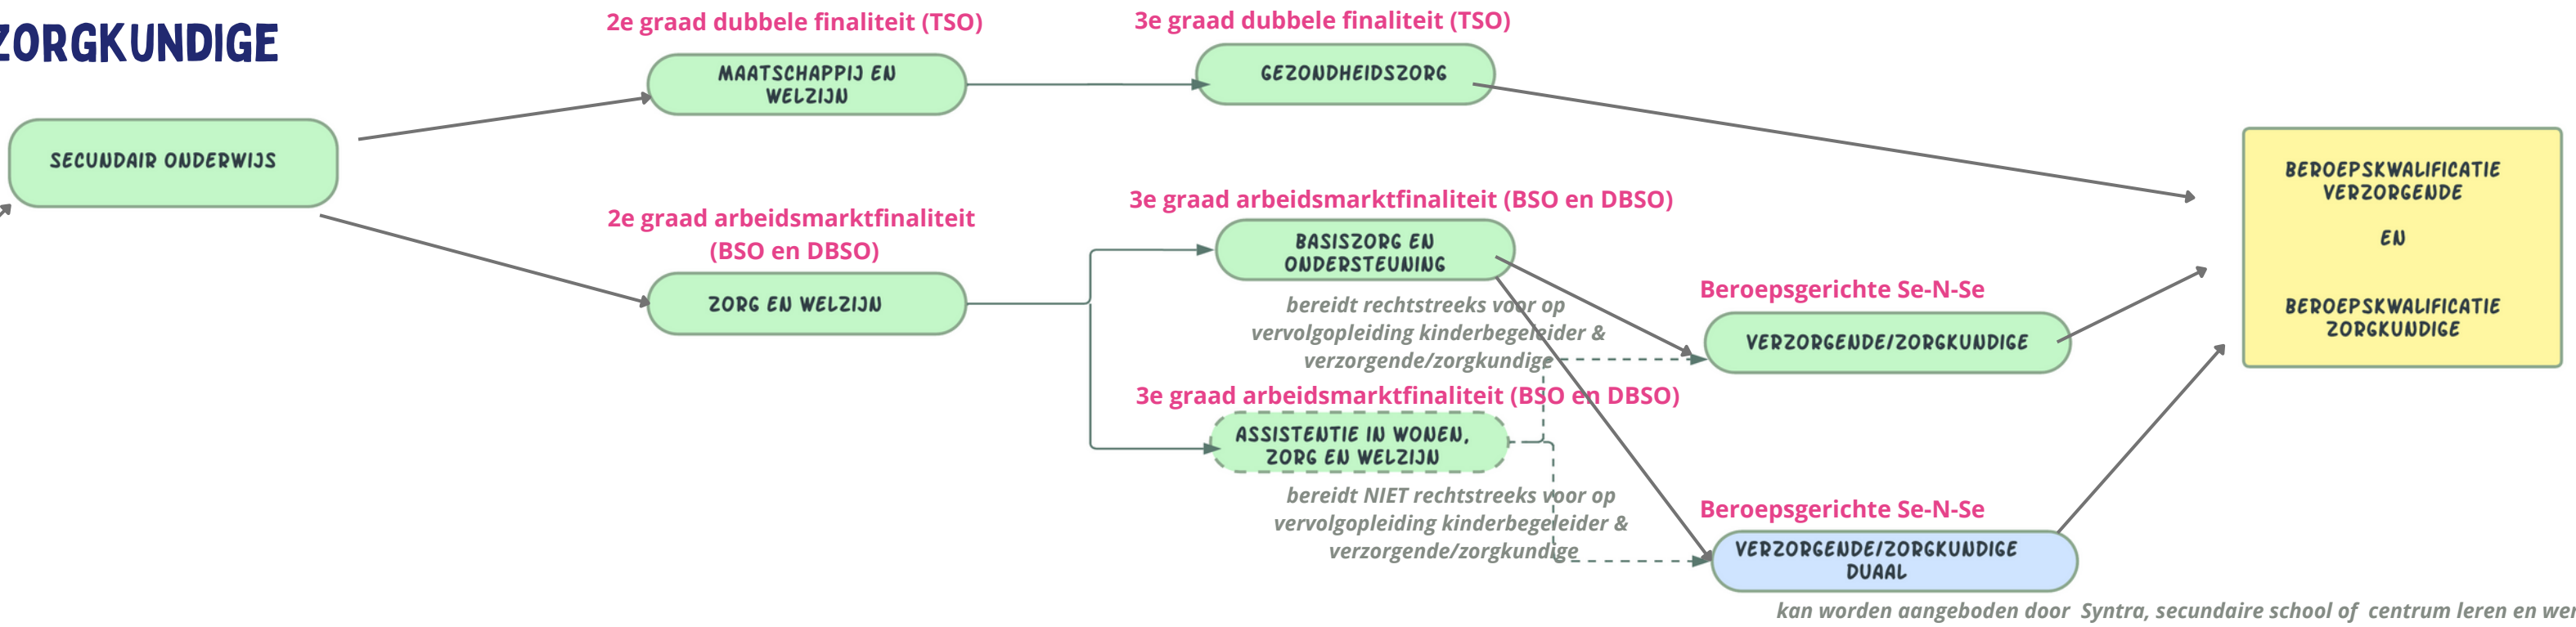 ZORGKUNDIGE
2e graad dubbele finaliteit (TSO)
MAATSCHAPPIJ EN
WELZIJN
3e graad dubbele finaliteit (TSO)
GEZONDHEIDSZORG
SECUNDAIR ONDERWIJS
2e graad arbeidsmarktfinaliteit
(BSO en DBSO)
ZORG EN WELZIJN
3e graad arbeidsmarktfinaliteit (BSO en DBSO)
BASISZORG EN
ONDERSTEUNING
bereidt rechtstreeks voor op
vervolgopleiding kinderbegeleider &
verzorgende/zorgkundige
3e graad arbeidsmarktfinaliteit (BSO en DBSO)
ASSISTENTIE IN WONEN,
ZORG EN WELZIJN
bereidt NIET rechtstreeks voor op
vervolgopleiding kinderbegeleider &
verzorgende/zorgkundige
Beroepsgerichte Se-N-Se
VERZORGENDE/ZORGKUNDIGE
Beroepsgerichte Se-N-Se
VERZORGENDE/ZORGKUNDIGE
DUAAL
kan worden aangeboden door Syntra, secundaire school of centrum leren en
BEROEPSKWALIFICATIE
VERZORGENDE
EN
BEROEPSKWALIFICATIE
ZORGKUNDIGE